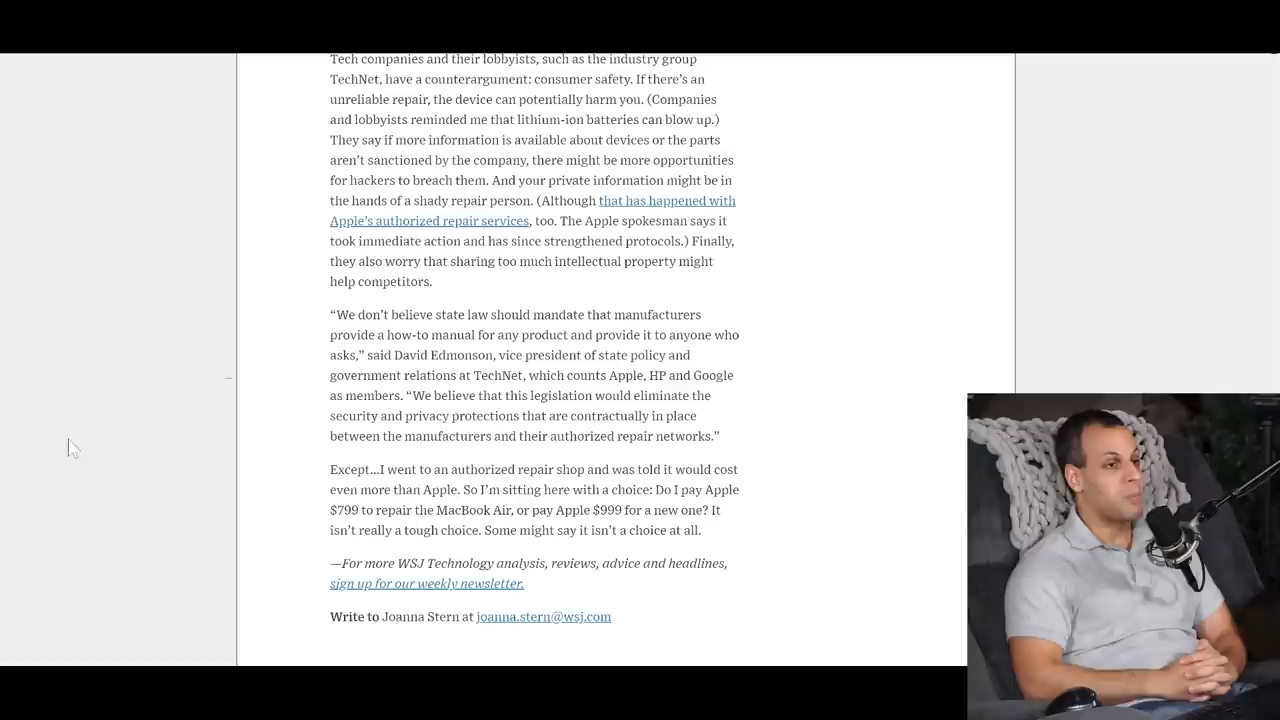 Tech companies and their lobbyists, such as the industry group
TechNet, have a counterargument: consumer safety. If there’s an
unreliable repair, the device can potentially harm you. (Companies
and lobbyists reminded me that lithium-ion batteries can blow up.)
They say if more information is available about devices or the parts
aren’t sanctioned by the company, there might be more opportunities
for hackers to breach them. And your private information might be in
the hands of a shady repair person. (Although that has happened with
Apple’s authorized repair services, too. The Apple spokesman says it
took immediate action and has since strengthened protocols.) Finally,
they also worry that sharing too much intellectual property might
help competitors.
“We don’t believe state law should mandate that manufacturers
provide a how-to manual for any product and provide it to anyone who
asks,” said David Edmonson, vice president of state policy and
government relations at TechNet, which counts Apple, HP and Google
as members. “We believe that this legislation would eliminate the
security and privacy protections that are contractually in place
between the manufacturers and their authorized repair networks.”
Except...I went to an authorized repair shop and was told it would cost
even more than Apple. So I’m sitting here with a choice: Do I pay Apple
$799 to repair the MacBook Air, or pay Apple $999 for a new one? It
isn’t really a tough choice. Some might say it isn’t a choice at all.
—For more WSJ Technology analysis, reviews, advice and headlines,
sign up for our weekly newsletter.
Write to Joanna Stern at joanna.stern@wsj.com